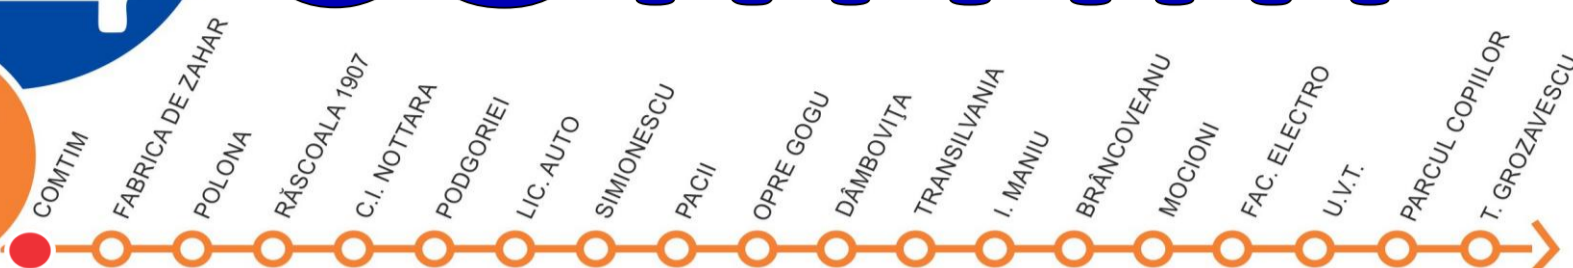 COMTIM
FABRICA DE ZAHAR
POLONA
RĂSCOALA 1907
C.I. NOTTARA
PODGORIEI
LIC. AUTO
SIMIONESCU
PACII
OPRE GOGU
DÂMBOVIŢA
TRANSILVANIA
I. MANIU
BRÂNCOVEANU
MOCIONI
FAC. ELECTRO
U.V.T.
PARCUL COPIILOR
T. GROZAVESCU